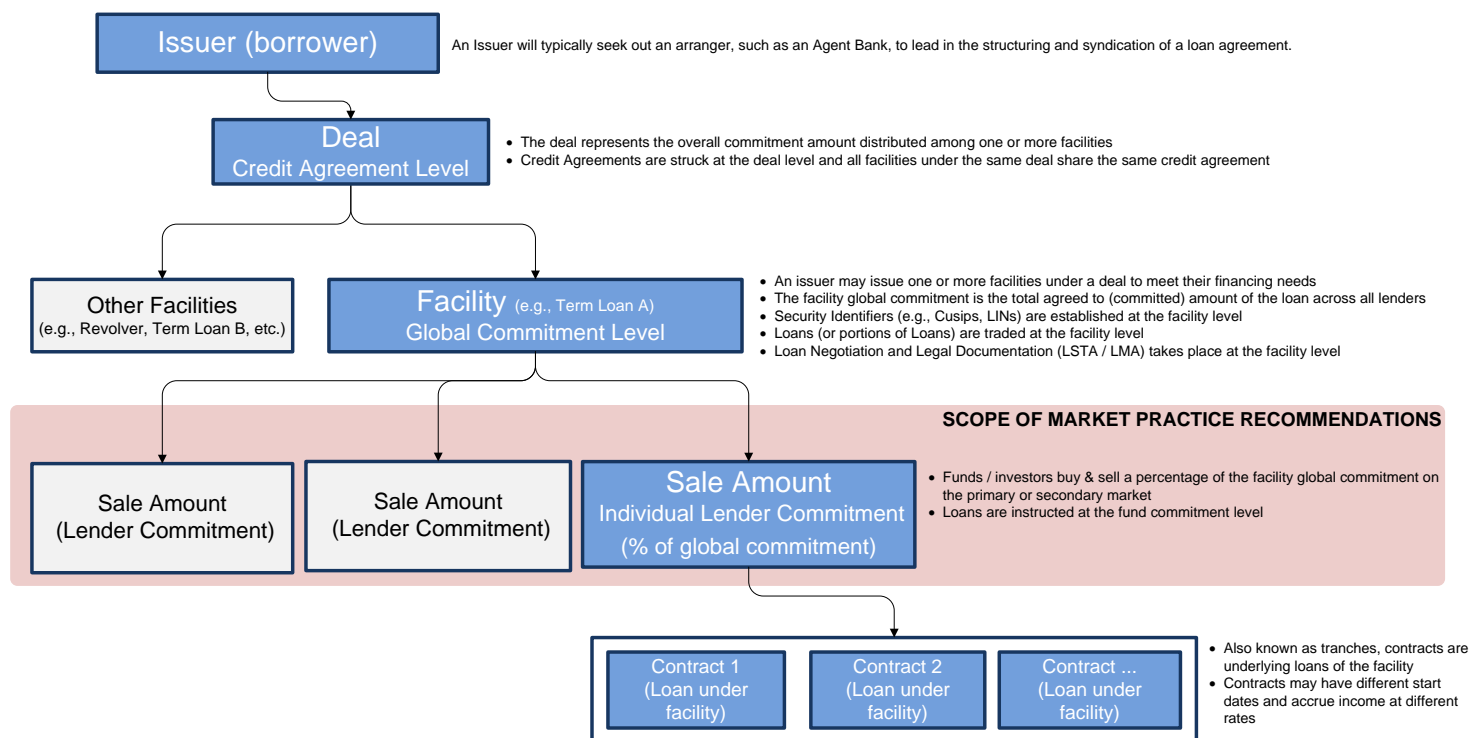 Issuer (borrower)
An Issuer will typically seek out an arranger, such as an Agent Bank, to lead in the structuring and syndication of a loan agreement.
Deal
Credit Agreement Level
• The deal represents the overall commitment amount distributed among one or more facilities
• Credit Agreements are struck at the deal level and all facilities under the same deal share the same credit agreement
Other Facilities
(e.g., Revolver, Term Loan B, etc.)
Facility (e.g., Term Loan A)
Global Commitment Level
• An issuer may issue one or more facilities under a deal to meet their financing needs
• The facility global commitment is the total agreed to (committed) amount of the loan across all lenders
• Security Identifiers (e.g., Cusips, LINs) are established at the facility level
• Loans (or portions of Loans) are traded at the facility level
• Loan Negotiation and Legal Documentation (LSTA / LMA) takes place at the facility level
SCOPE OF MARKET PRACTICE RECOMMENDATIONS
Sale Amount
(Lender Commitment)
Sale Amount
(Lender Commitment)
Sale Amount
Individual Lender Commitment
(% of global commitment)
• Funds / investors buy & sell a percentage of the facility global commitment on
the primary or secondary market
• Loans are instructed at the fund commitment level
Contract 1
(Loan under
facility)
Contract 2
(Loan under
facility)
Contract ...
(Loan under
facility)
• Also known as tranches, contracts are
underlying loans of the facility
• Contracts may have different start
dates and accrue income at different
rates